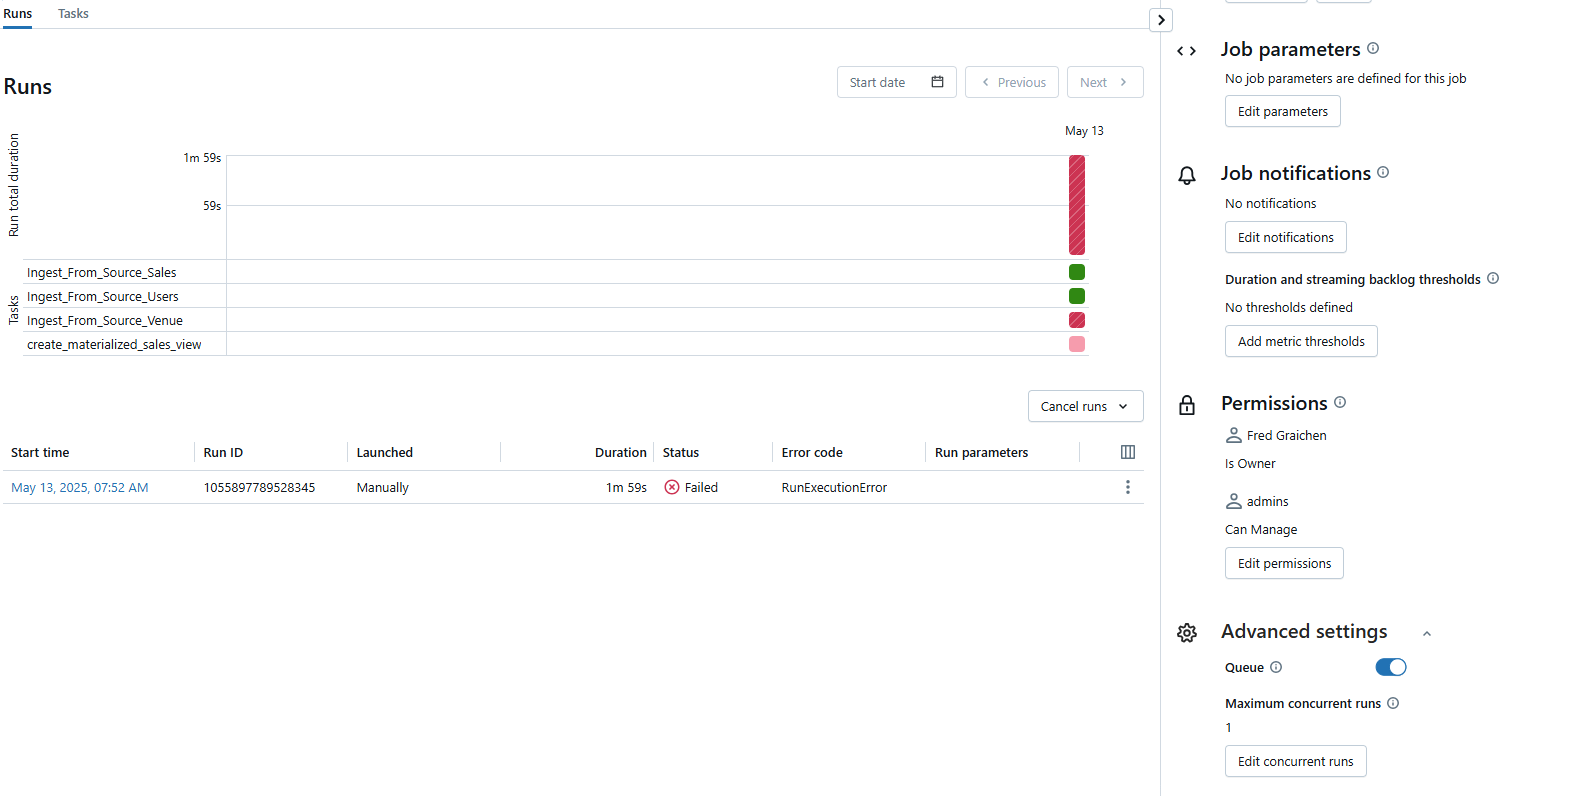 Runs
Tasks
Runs
Start date
Previous
Next
May 13
Run total duration
1m 59s
59s
Tasks
Ingest_From_Source_Sales
Ingest_From_Source_Users
Ingest_From_Source_Venue
create_materialized_sales_view
Cancel runs
Start time Run ID Launched Duration Status Error code Run parameters
May 13, 2025, 07:52 AM 1055897789528345 Manually 1m 59s Failed RunExecutionError
Job parameters
No job parameters are defined for this job
Edit parameters
Job notifications
No notifications
Edit notifications
Duration and streaming backlog thresholds
No thresholds defined
Add metric thresholds
Permissions
Fred Graichen
Is Owner
admins
Can Manage
Edit permissions
Advanced settings
Queue
Maximum concurrent runs
1
Edit concurrent runs